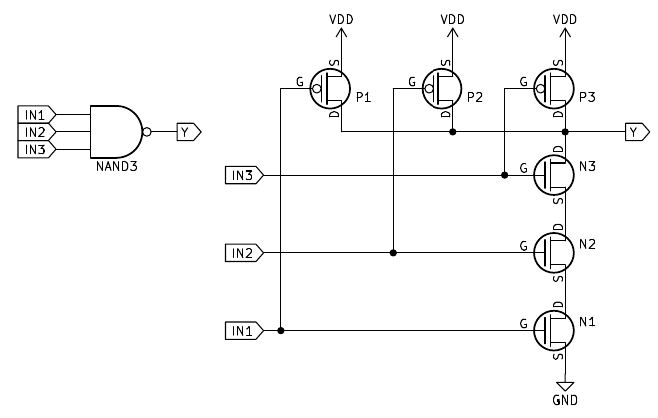 VDD VDD VDD
S S S
G P1 G P2 G P3
D D D
IN1
IN2
IN3
Y
NAND3
Y
D
IN3 G N3
S
D
IN2 G N2
S
D
IN1 G N1
S
GND